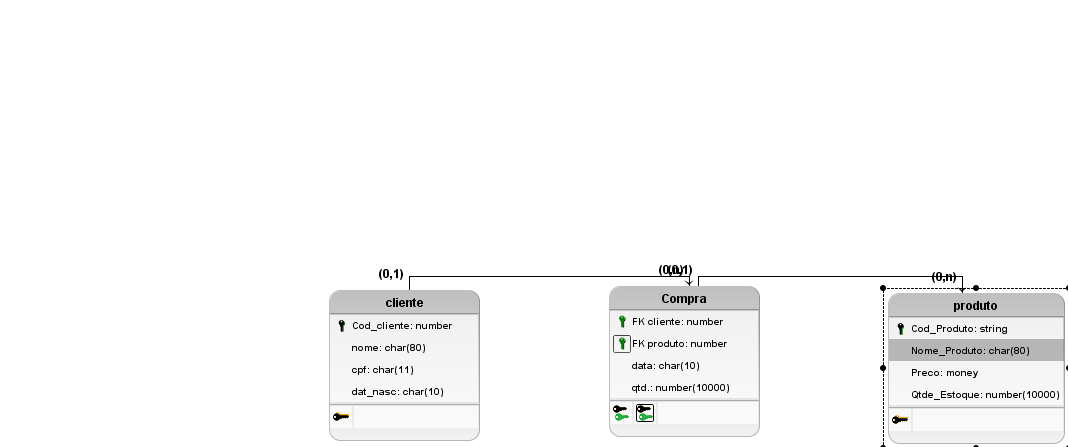 (0,1)
(0,1)
(0,n)
cliente
Cod_cliente: number
nome: char(80)
cpf: char(11)
dat_nasc: char(10)
Compra
FK cliente: number
FK produto: number
data: char(10)
qtd.: number(10000)
produto
Cod_Produto: string
Nome_Produto: char(80)
Preco: money
Qtde_Estoque: number(10000)